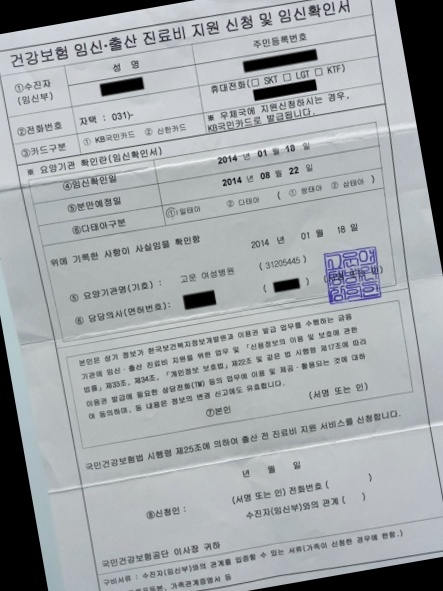 건강보험 임신·출산 진료비 지원 신청 및 임신확인서
①수진자
(임신부)
성 명
주민등록번호
②전화번호
자택 : 031)-
휴대전화(□ SKT □ LGT □ KTF)
③카드구분
① KB국민카드 ② 신한카드
※ 우체국에 지원신청하시는 경우,
KB국민카드로 발급됩니다.
※ 요양기관 확인란(임신확인서)
④임신확인일
2014 년 01 월 18 일
⑤분만예정일
2014 년 08 월 22 일
⑥다태아구분
①:일태아 ② 다태아 ( ① 쌍태아 ② 삼태아 )
위에 기록한 사항이 사실임을 확인함
2014 년 01 월 18 일
⑤ 요양기관명(기호) : 고운 여성병원 ( 31205445 )
⑥ 담당의사(면허번호): ( ) (서명 또는 인)
본인은 상기 정보가 한국보건복지정보개발원과 이용권 발급 업무를 수행하는 금융
기관에 임신·출산 진료비 지원을 위한 업무 및 「신용정보의 이용 및 보호에 관한
법률」제33조, 제34조, 「개인정보 보호법」제22조 및 같은 법 시행령 제17조에 따라
이용권 발급에 필요한 상담전화(TM) 등의 업무에 이용 및 제공·활용되는 것에 대하
여 동의하며, 동 내용은 정보의 변경 신고에도 유효합니다.
⑦본인 (서명 또는 인)
국민건강보험법 시행령 제25조에 의하여 출산 전 진료비 지원 서비스를 신청합니다.
년 월 일
⑧신청인 : (서명 또는 인) 전화번호 ( )
수진자(임신부)와의 관계 ( )
국민건강보험공단 이사장 귀하
구비서류 : 수진자(임신부)와의 관계를 입증할 수 있는 서류(가족이 신청한 경우에 한함.)
가족관계증명서 등